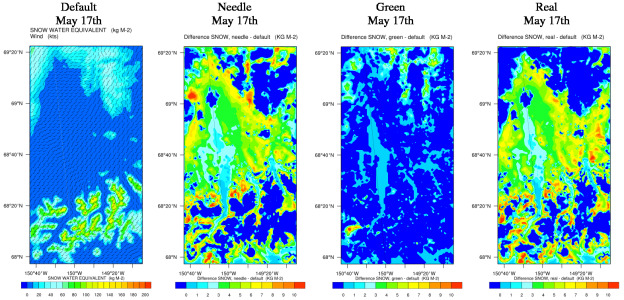 Default
May 17th
SNOW WATER EQUIVALENT (kg M-2)
Wind (kts)
69°20'N
69°N
68°40'N
68°20'N
68°N
150°40'W 150°W 149°20'W
SNOW WATER EQUIVALENT (kg M-2)
0 20 40 60 80 100 120 140 160 180 200
Needle
May 17th
Difference SNOW, needle - default (KG M-2)
69°20'N
69°N
68°40'N
68°20'N
68°N
150°40'W 150°W 149°20'W
Difference SNOW, needle - default (KG M-2)
0 1 2 3 4 5 6 7 8 9 10
Green
May 17th
Difference SNOW, green - default (KG M-2)
69°20'N
69°N
68°40'N
68°20'N
68°N
150°40'W 150°W 149°20'W
Difference SNOW, green - default (KG M-2)
0 1 2 3 4 5 6 7 8 9 10
Real
May 17th
Difference SNOW, real - default (KG M-2)
69°20'N
69°N
68°40'N
68°20'N
68°N
150°40'W 150°W 149°20'W
Difference SNOW, real - default (KG M-2)
0 1 2 3 4 5 6 7 8 9 10